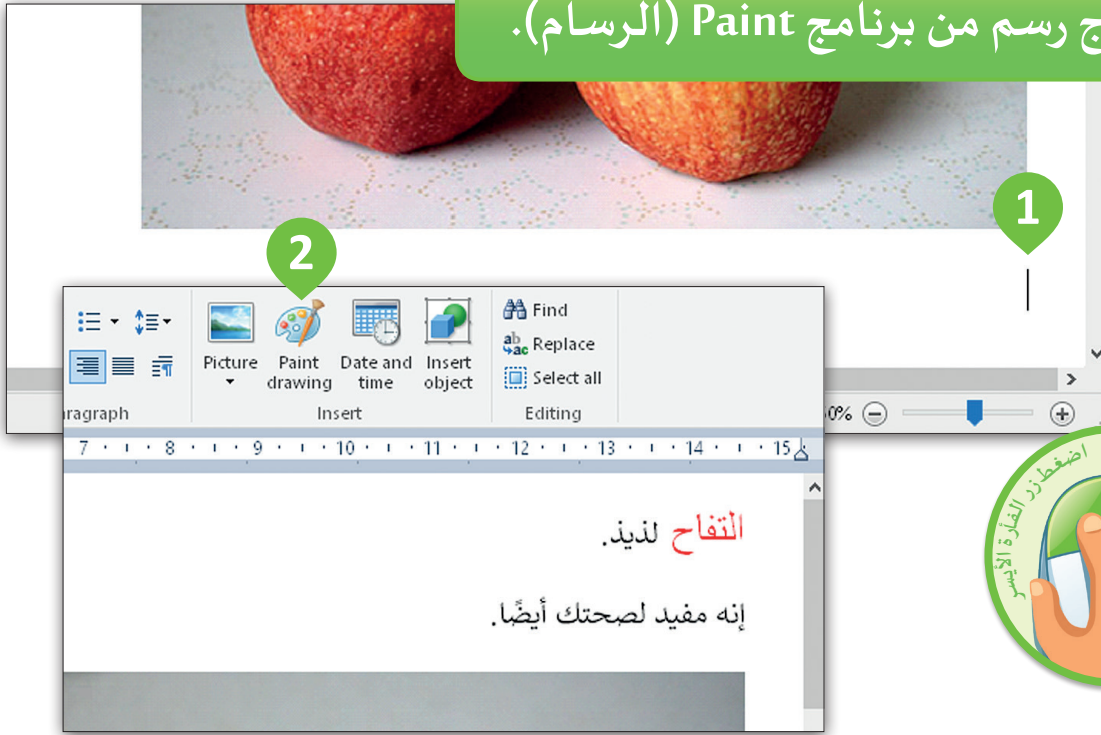 رسم من برنامج Paint (الرسام).
1
2
Find
Replace
Select all
Picture
Paint drawing
Date and time
Insert object
Insert
Editing
0%
7 8 9 10 11 12 13 14 15
التفاح لذيذ.
إنه مفيد لصحتك أيضًا.
اضغط زر الفأرة الأيسر